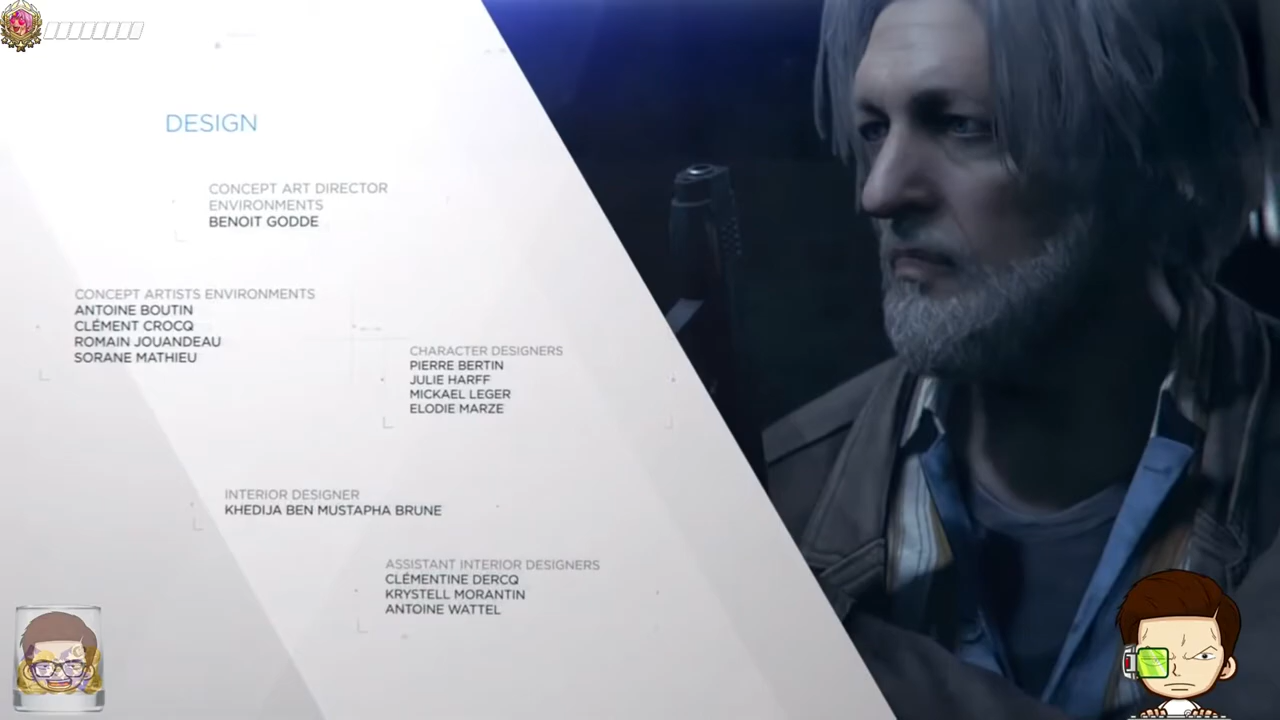 DESIGN
CONCEPT ART DIRECTOR
ENVIRONMENTS
BENOIT GODDE
CONCEPT ARTISTS ENVIRONMENTS
ANTOINE BOUTIN
CLÉMENT CROCQ
ROMAIN JOUANDEAU
SORANE MATHIEU
CHARACTER DESIGNERS
PIERRE BERTIN
JULIE HARFF
MICKAEL LEGER
ELODIE MARZE
INTERIOR DESIGNER
KHEDIJA BEN MUSTAPHA BRUNE
ASSISTANT INTERIOR DESIGNERS
CLÉMENTINE DERCQ
KRYSTELL MORANTIN
ANTOINE WATTEL